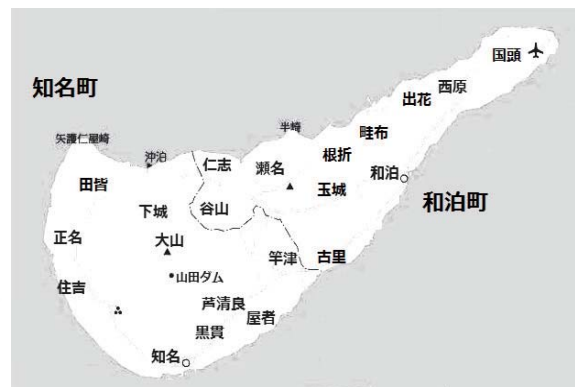 国頭
西原
出花
知名町
畦布
半崎
矢護仁屋崎
沖泊
仁志
瀬名
根折
和泊
田皆
玉城
和泊町
下城
谷山
正名
大山
竿津
古里
山田ダム
住吉
芦清良
屋者
黒貫
知名